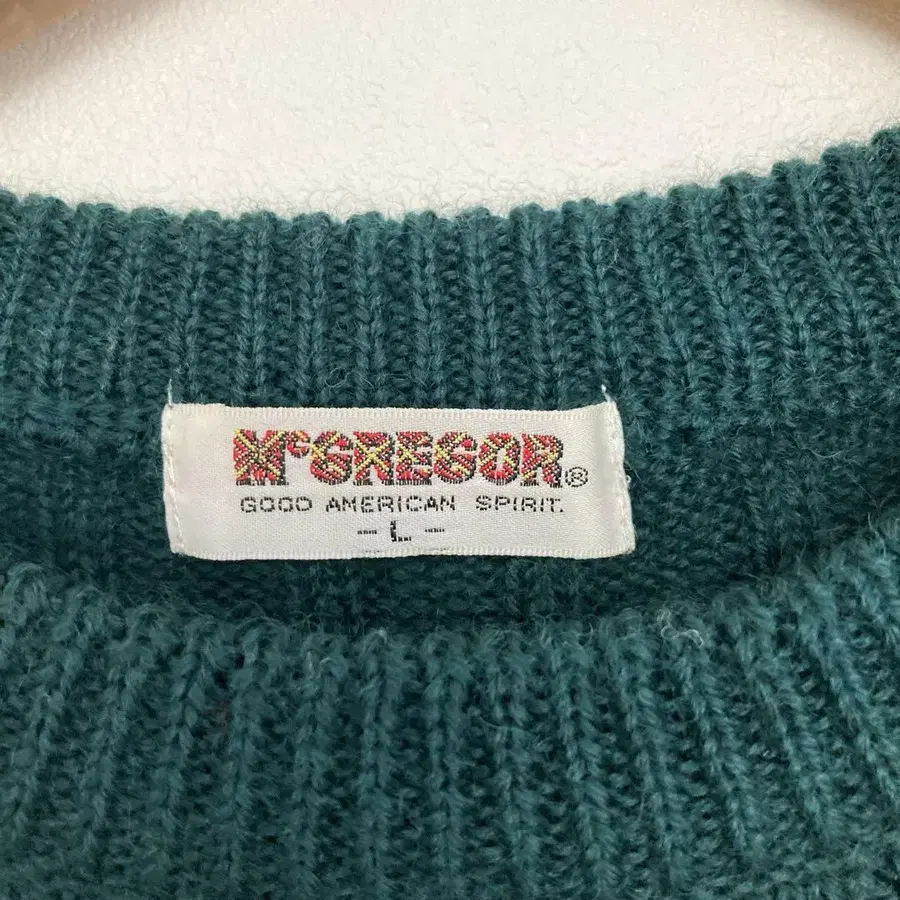 McGREGOR®
GOOD AMERICAN SPIRIT.
- L -